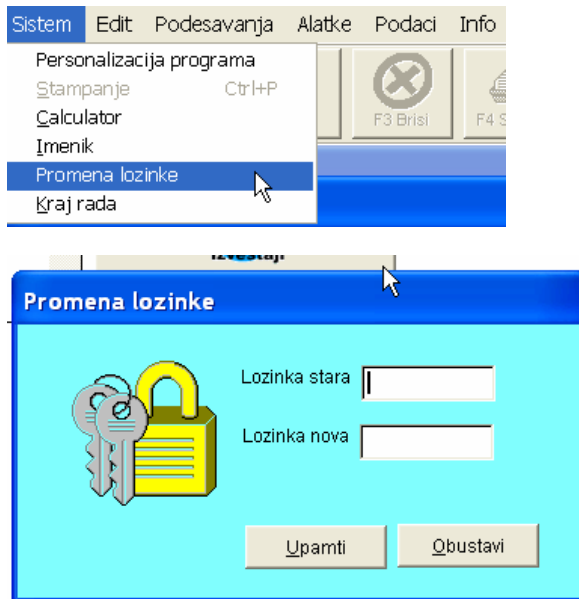 Sistem Edit Podesavanja Alatke Podaci Info
Personalizacija programa
Stampanje Ctrl+P
Calculator
Imenik
Promena lozinke
Kraj rada
F3 Brisi F4
Izvestaji
Promena lozinke
Lozinka stara
Lozinka nova
Upamti Obustavi